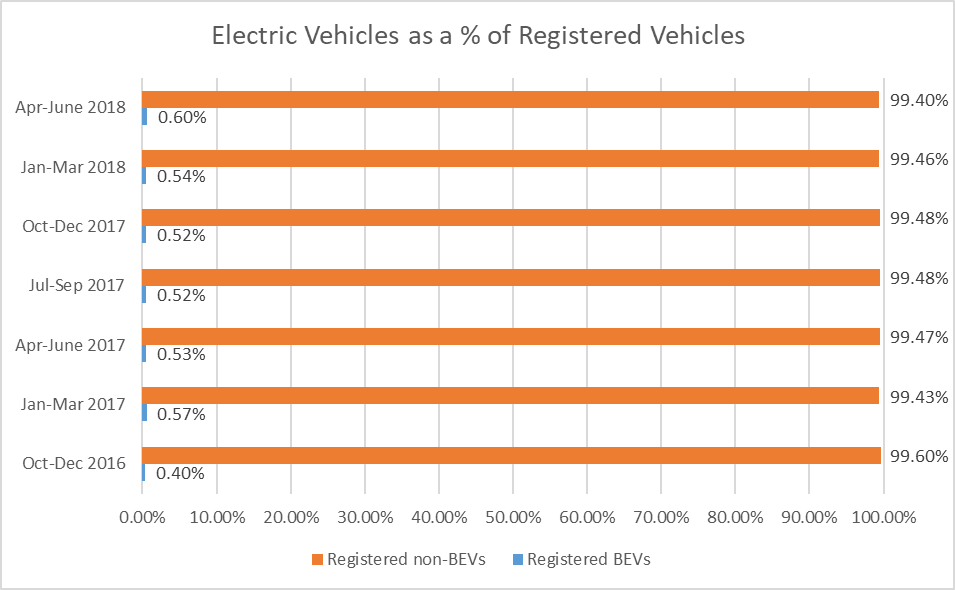 Electric Vehicles as a % of Registered Vehicles
Apr-June 2018
99.40%
0.60%
Jan-Mar 2018
99.46%
0.54%
Oct-Dec 2017
99.48%
0.52%
Jul-Sep 2017
99.48%
0.52%
Apr-June 2017
99.47%
0.53%
Jan-Mar 2017
99.43%
0.57%
Oct-Dec 2016
99.60%
0.40%
0.00% 10.00% 20.00% 30.00% 40.00% 50.00% 60.00% 70.00% 80.00% 90.00% 100.00%
Registered non-BEVs Registered BEVs